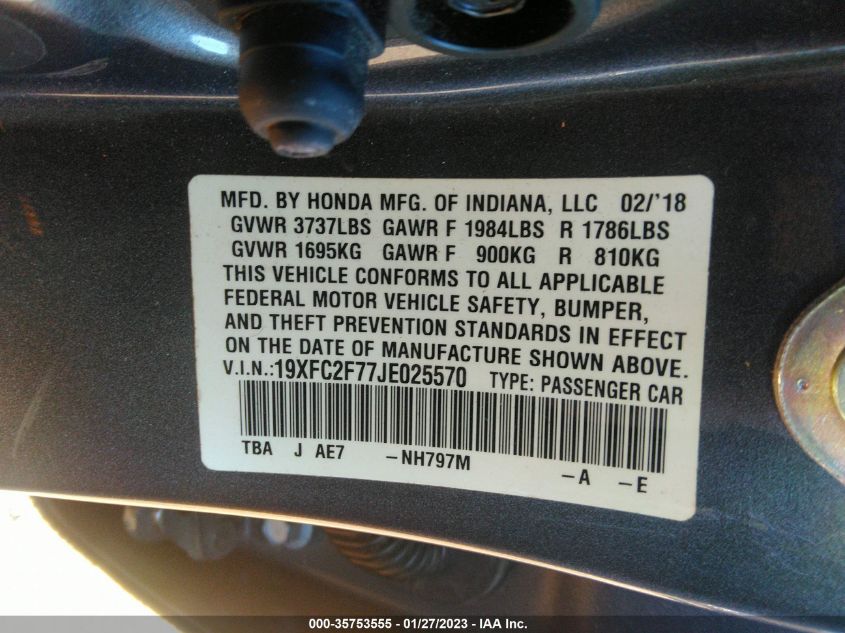 MFD. BY HONDA MFG. OF INDIANA, LLC 02/'18
GVWR 3737LBS GAWR F 1984LBS R 1786LBS
GVWR 1695KG GAWR F 900KG R 810KG
THIS VEHICLE CONFORMS TO ALL APPLICABLE
FEDERAL MOTOR VEHICLE SAFETY, BUMPER,
AND THEFT PREVENTION STANDARDS IN EFFECT
ON THE DATE OF MANUFACTURE SHOWN ABOVE.
V.I.N.:19XFC2F77JE025570 TYPE: PASSENGER CAR
TBA J AE7 -NH797M -A -E
000-35753555 - 01/27/2023 - IAA Inc.